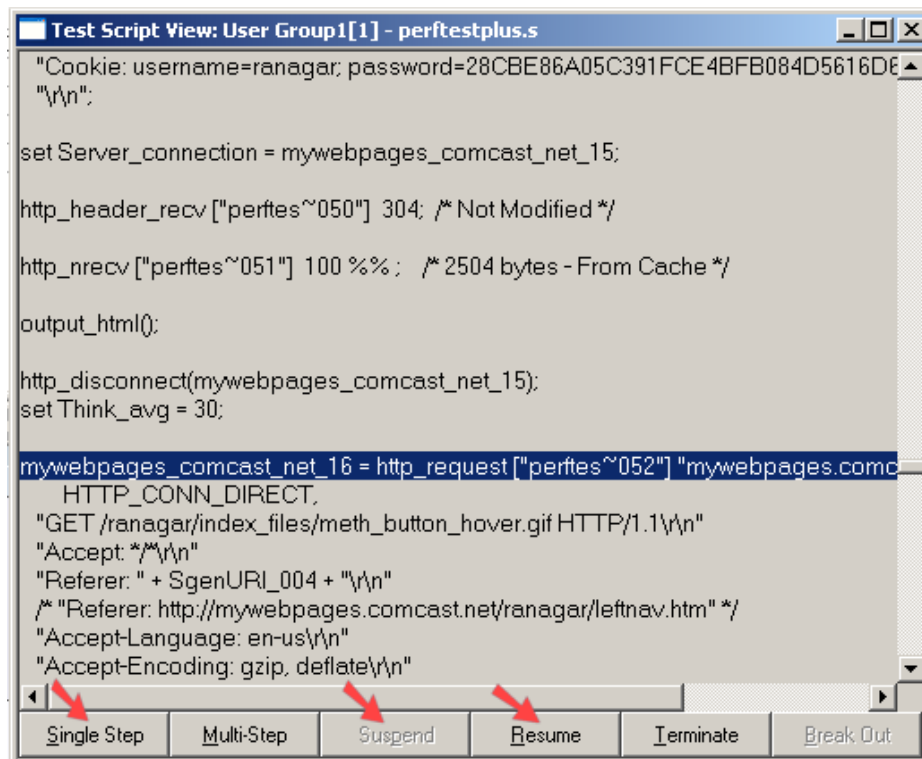 Test Script View: User Group1[1] - perftestplus.s
"Cookie: username=ranagar; password=28CBE86A05C391FCE4BFB084D5616D6
"\r\n";
set Server_connection = mywebpages_comcast_net_15;
http_header_recv ["perftes~050"] 304; /* Not Modified */
http_nrecv ["perftes~051"] 100 %% ; /* 2504 bytes - From Cache */
output_html();
http_disconnect(mywebpages_comcast_net_15);
set Think_avg = 30;
mywebpages_comcast_net_16 = http_request ["perftes~052"] "mywebpages.comc
HTTP_CONN_DIRECT,
"GET /ranagar/index_files/meth_button_hover.gif HTTP/1.1\r\n"
"Accept: */*\r\n"
"Referer: " + SgenURI_004 + "\r\n"
/* "Referer: http://mywebpages.comcast.net/ranagar/leftnav.htm" */
"Accept-Language: en-us\r\n"
"Accept-Encoding: gzip, deflate\r\n"
Single Step Multi-Step Suspend Resume Terminate Break Out